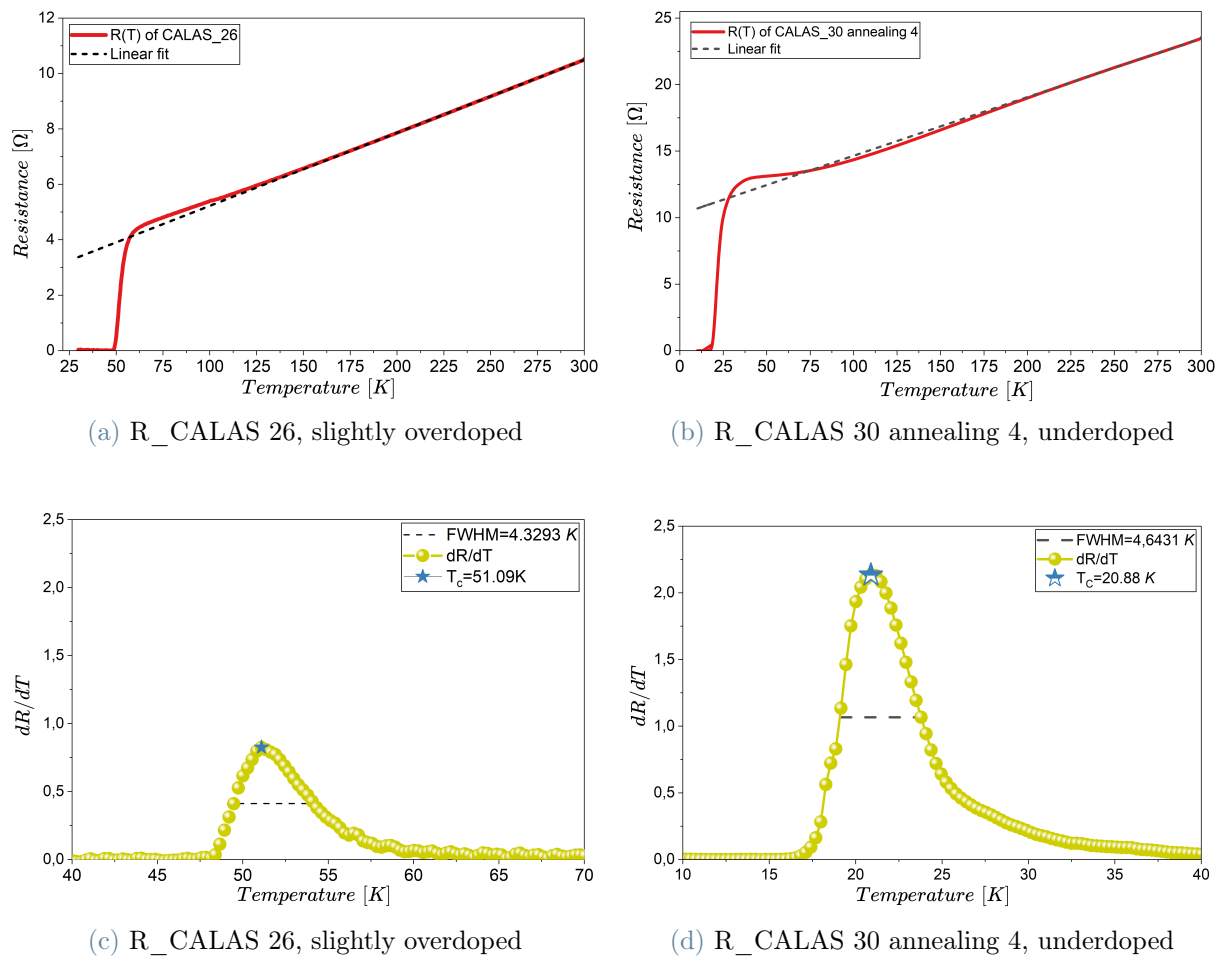 12
10
8
6
4
2
0
Resistance [Ω]
R(T) of CALAS_26
Linear fit
25 50 75 100 125 150 175 200 225 250 275 300
Temperature [K]
(a) R_CALAS 26, slightly overdoped
25
20
15
10
5
0
Resistance [Ω]
R(T) of CALAS_30 annealing 4
Linear fit
0 25 50 75 100 125 150 175 200 225 250 275 300
Temperature [K]
(b) R_CALAS 30 annealing 4, underdoped
2,5
2,0
1,5
1,0
0,5
0,0
dR/dT
FWHM=4.3293 K
dR/dT
T_C=51.09K
40 45 50 55 60 65 70
Temperature [K]
(c) R_CALAS 26, slightly overdoped
2,5
2,0
1,5
1,0
0,5
0,0
dR/dT
FWHM=4,6431 K
dR/dT
T_C=20.88 K
10 15 20 25 30 35 40
Temperature [K]
(d) R_CALAS 30 annealing 4, underdoped